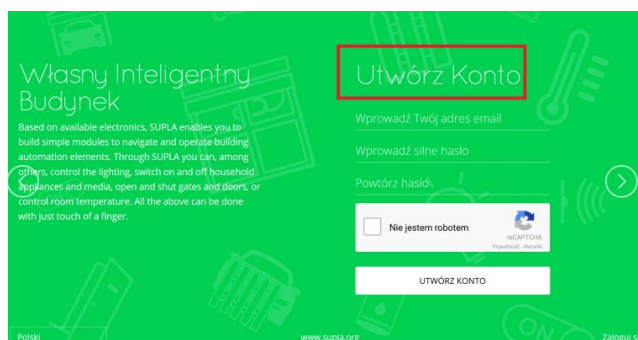 Własny Inteligentny
Budynek
Based on available electronics, SUPLA enables you to
build simple modules to navigate and operate building
automation elements. Through SUPLA you can, among
others, control the lighting, switch on and off household
appliances and media, open and shut gates and doors, or
control room temperature. All the above can be done
with just touch of a finger.
Utwórz Konto
Wprowadź Twój adres email
Wprowadź silne hasło
Powtórz hasło
Nie jestem robotem
reCAPTCHA
Prywatność - Warunki
UTWÓRZ KONTO
ON
Polski
www.supla.org
Zaloguj s